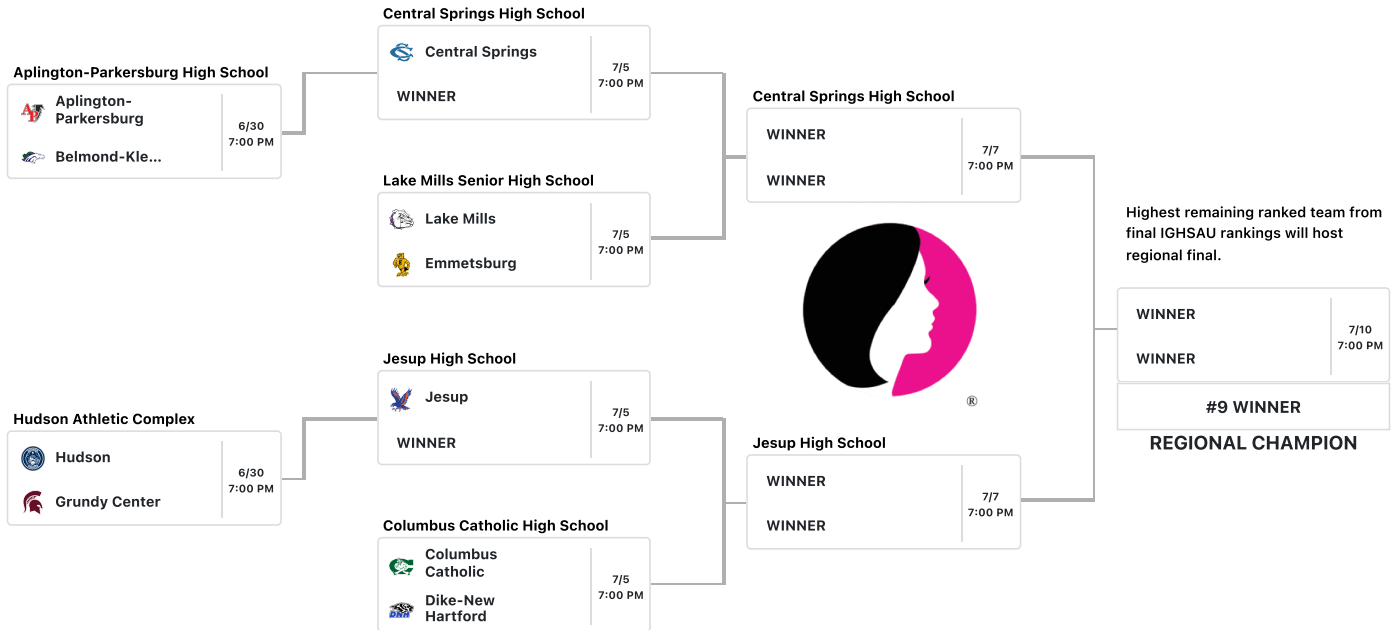 Aplington-Parkersburg High School
Aplington-
Parkersburg
Belmond-Kle...
6/30
7:00 PM
Hudson Athletic Complex
Hudson
Grundy Center
6/30
7:00 PM
Central Springs High School
Central Springs
WINNER
7/5
7:00 PM
Lake Mills Senior High School
Lake Mills
Emmetsburg
7/5
7:00 PM
Jesup High School
Jesup
WINNER
7/5
7:00 PM
Columbus Catholic High School
Columbus
Catholic
Dike-New
Hartford
DNH
7/5
7:00 PM
Central Springs High School
WINNER
WINNER
7/7
7:00 PM
®
Jesup High School
WINNER
WINNER
7/7
7:00 PM
Highest remaining ranked team from
final IGHSAU rankings will host
regional final.
WINNER
WINNER
7/10
7:00 PM
#9 WINNER
REGIONAL CHAMPION